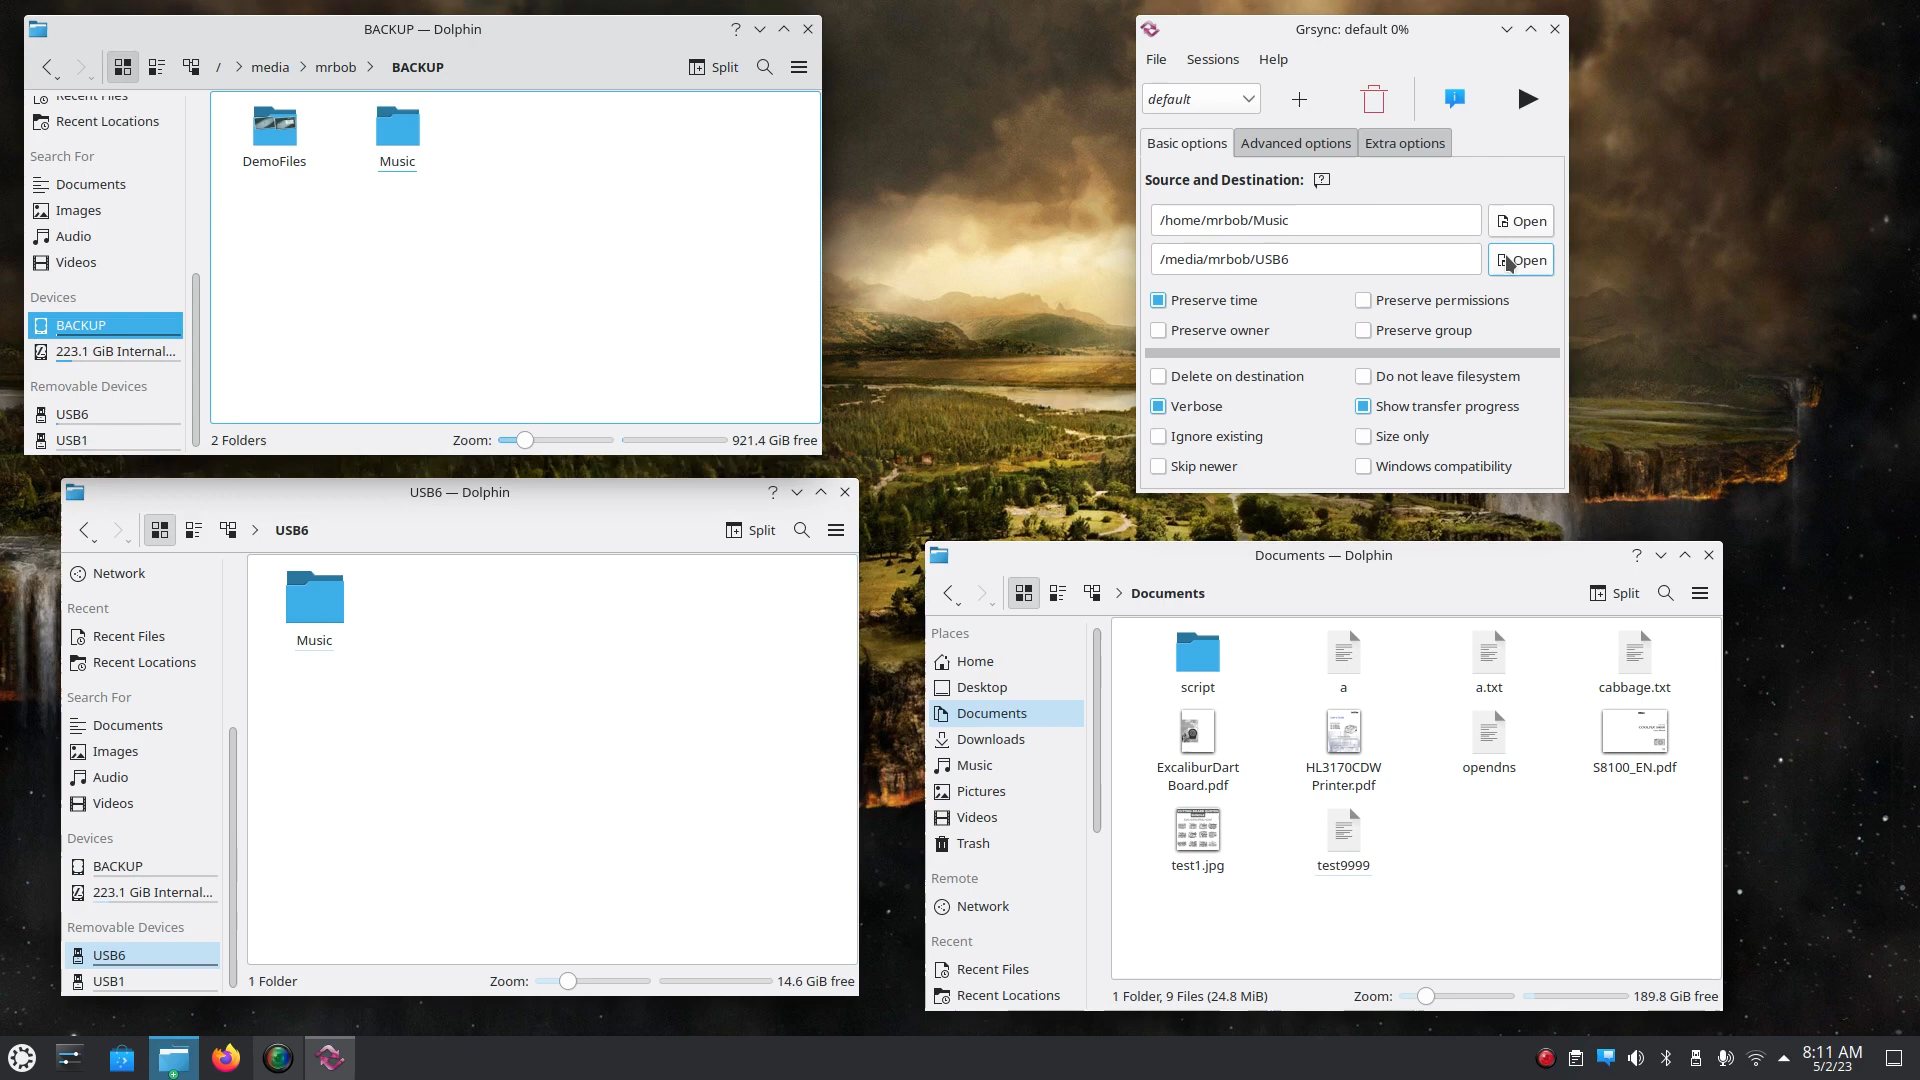 BACKUP — Dolphin
/ > media > mrbob > BACKUP
Split
Recent Files
Recent Locations
Search For
Documents
Images
Audio
Videos
Devices
BACKUP
223.1 GiB Internal...
Removable Devices
USB6
USB1
DemoFiles
Music
2 Folders
Zoom:
921.4 GiB free
Grsync: default 0%
File Sessions Help
default
Basic options Advanced options Extra options
Source and Destination:
/home/mrbob/Music
Open
/media/mrbob/USB6
Open
Preserve time
Preserve permissions
Preserve owner
Preserve group
Delete on destination
Do not leave filesystem
Verbose
Show transfer progress
Ignore existing
Size only
Skip newer
Windows compatibility
USB6 — Dolphin
> USB6
Split
Network
Recent
Recent Files
Recent Locations
Search For
Documents
Images
Audio
Videos
Devices
BACKUP
223.1 GiB Internal...
Removable Devices
USB6
USB1
Music
1 Folder
Zoom:
14.6 GiB free
Documents — Dolphin
> Documents
Split
Places
Home
Desktop
Documents
Downloads
Music
Pictures
Videos
Trash
Remote
Network
Recent
Recent Files
Recent Locations
script
a
a.txt
cabbage.txt
ExcaliburDart
Board.pdf
HL3170CDW
Printer.pdf
opendns
S8100_EN.pdf
test1.jpg
test9999
1 Folder, 9 Files (24.8 MiB)
Zoom:
189.8 GiB free
8:11 AM
5/2/23